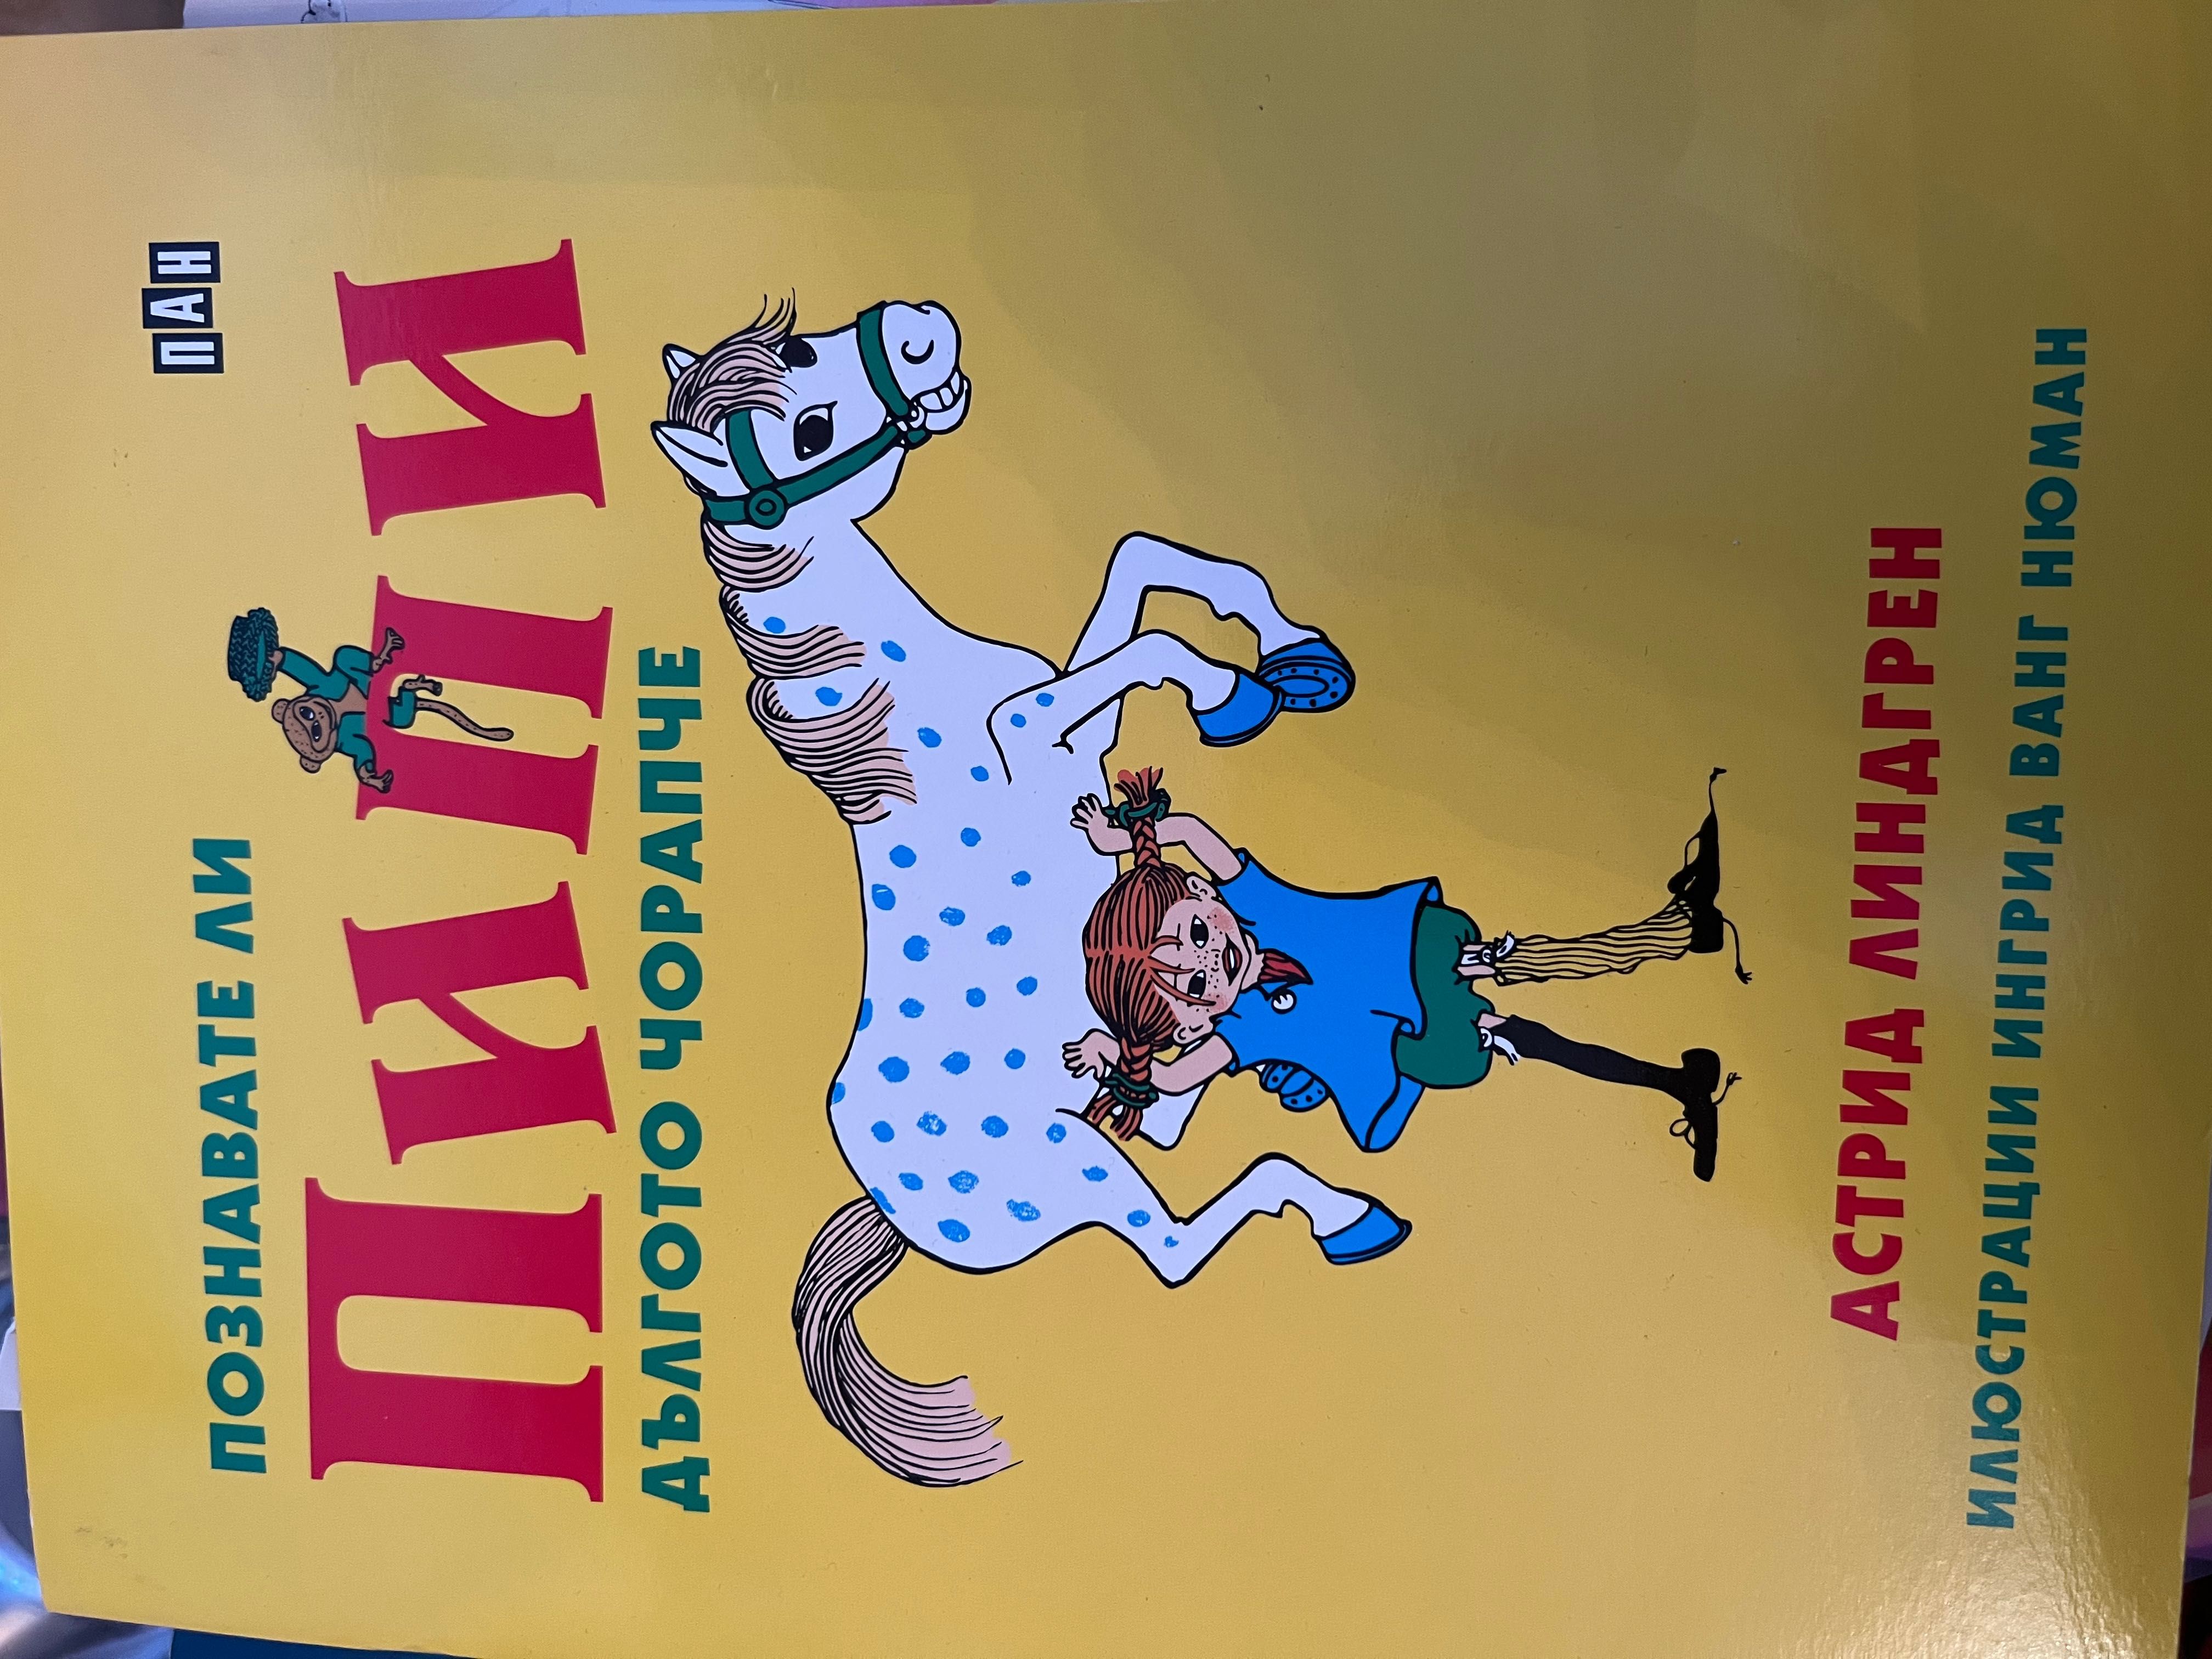 ПАН
ПОЗНАВАТЕ ЛИ
ПИПИ
ДЪЛГОТО ЧОРАПЧЕ
АСТРИД ЛИНДГРЕН
ИЛЮСТРАЦИИ ИНГРИД ВАНГ НЮМАН